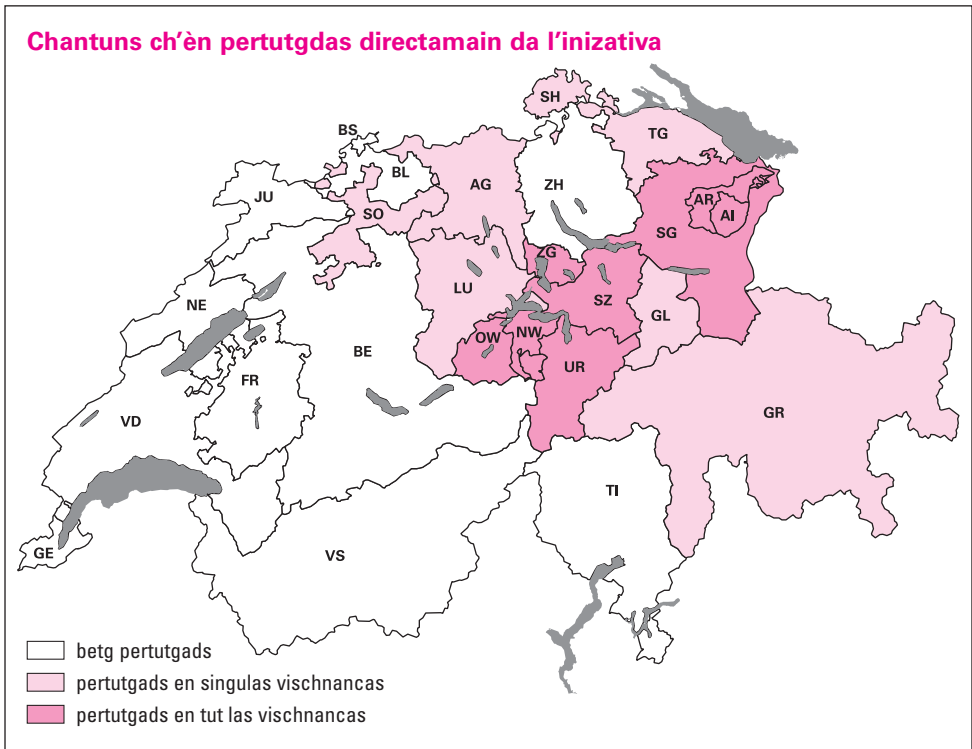 Chantuns ch’èn pertutgdas directamain da l’inizativa
SH
BS
TG
BL
AG
ZH
JU
AR
AI
SO
SG
ZG
LU
SZ
NE
GL
OW
NW
BE
UR
FR
GR
VD
TI
GE
VS
betg pertutgads
pertutgads en singulas vischnancas
pertutgads en tut las vischnancas